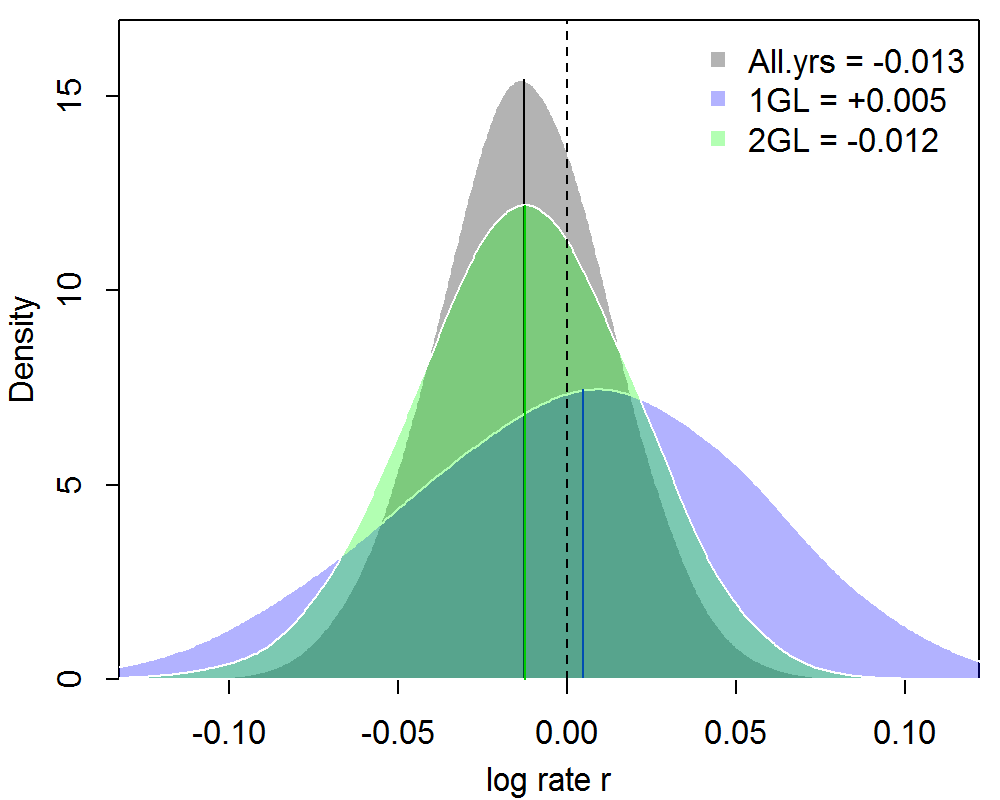 All.yrs = -0.013
1GL = +0.005
2GL = -0.012
Density
15
10
5
0
-0.10 -0.05 0.00 0.05 0.10
log rate r